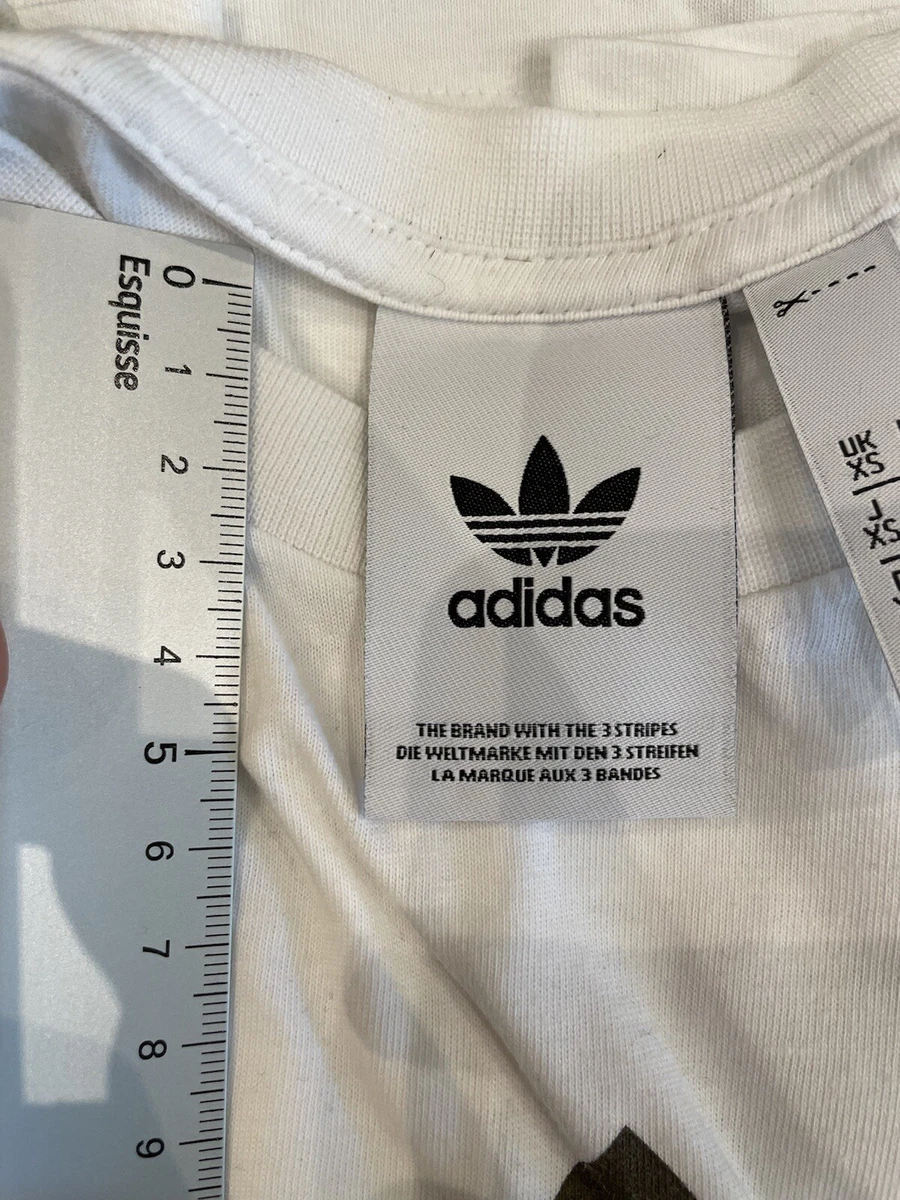 Esquisse
0
1
2
3
4
5
6
7
8
9
adidas
THE BRAND WITH THE 3 STRIPES
DIE WELTMARKE MIT DEN 3 STREIFEN
LA MARQUE AUX 3 BANDES
UK
XS
J
XS